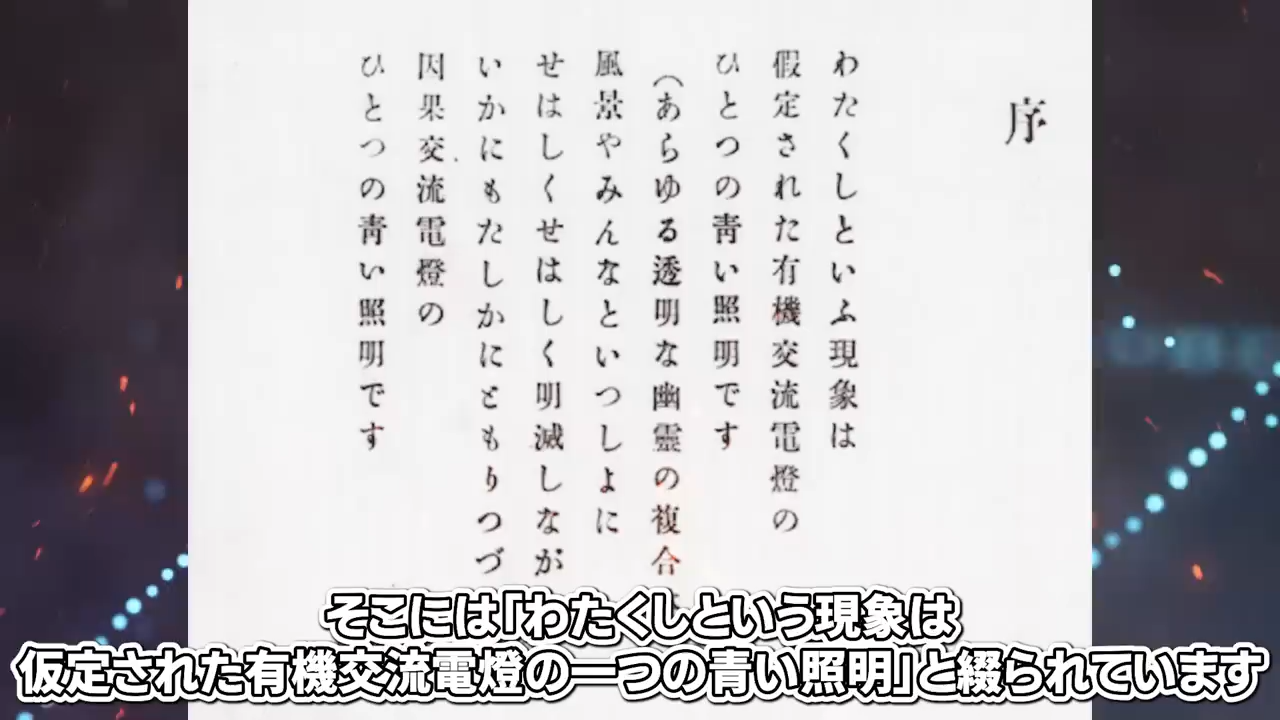 序
わたくしといふ現象は
假定された有機交流電燈の
ひとつの靑い照明です
（あらゆる透明な幽靈の複合
風景やみんなといつしよに
せはしくせはしく明滅しなが
いかにもたしかにともりつづ
因果交流電燈の
ひとつの靑い照明です
そこには「わたくしという現象は
仮定された有機交流電燈の一つの青い照明」と綴られています